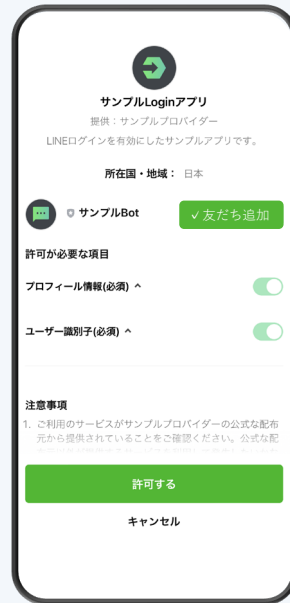 サンプルLoginアプリ
提供：サンプルプロバイダー
LINEログインを有効にしたサンプルアプリです。
所在国・地域： 日本
サンプルBot
✓友だち追加
許可が必要な項目
プロフィール情報(必須)
ユーザー識別子(必須)
注意事項
1. ご利用のサービスがサンプルプロバイダーの公式な配布
元から提供されていることをご確認ください。公式な配
許可する
キャンセル